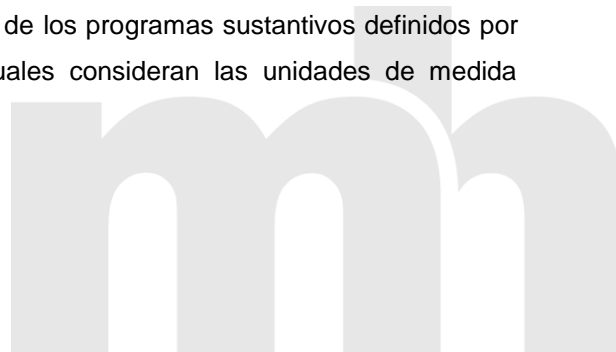 de los programas sustantivos definidos por
uales consideran las unidades de medida